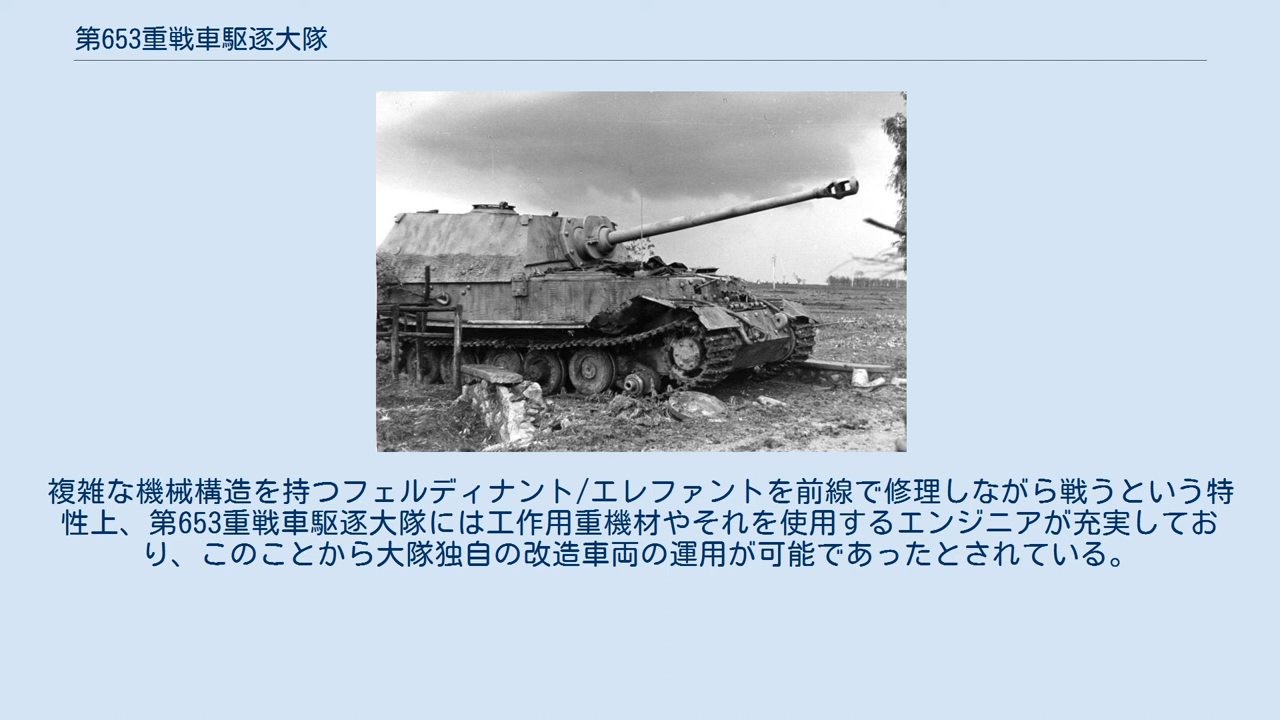 第653重戦車駆逐大隊
複雑な機械構造を持つフェルディナント/エレファントを前線で修理しながら戦うという特
性上、第653重戦車駆逐大隊には工作用重機材やそれを使用するエンジニアが充実してお
り、このことから大隊独自の改造車両の運用が可能であったとされている。